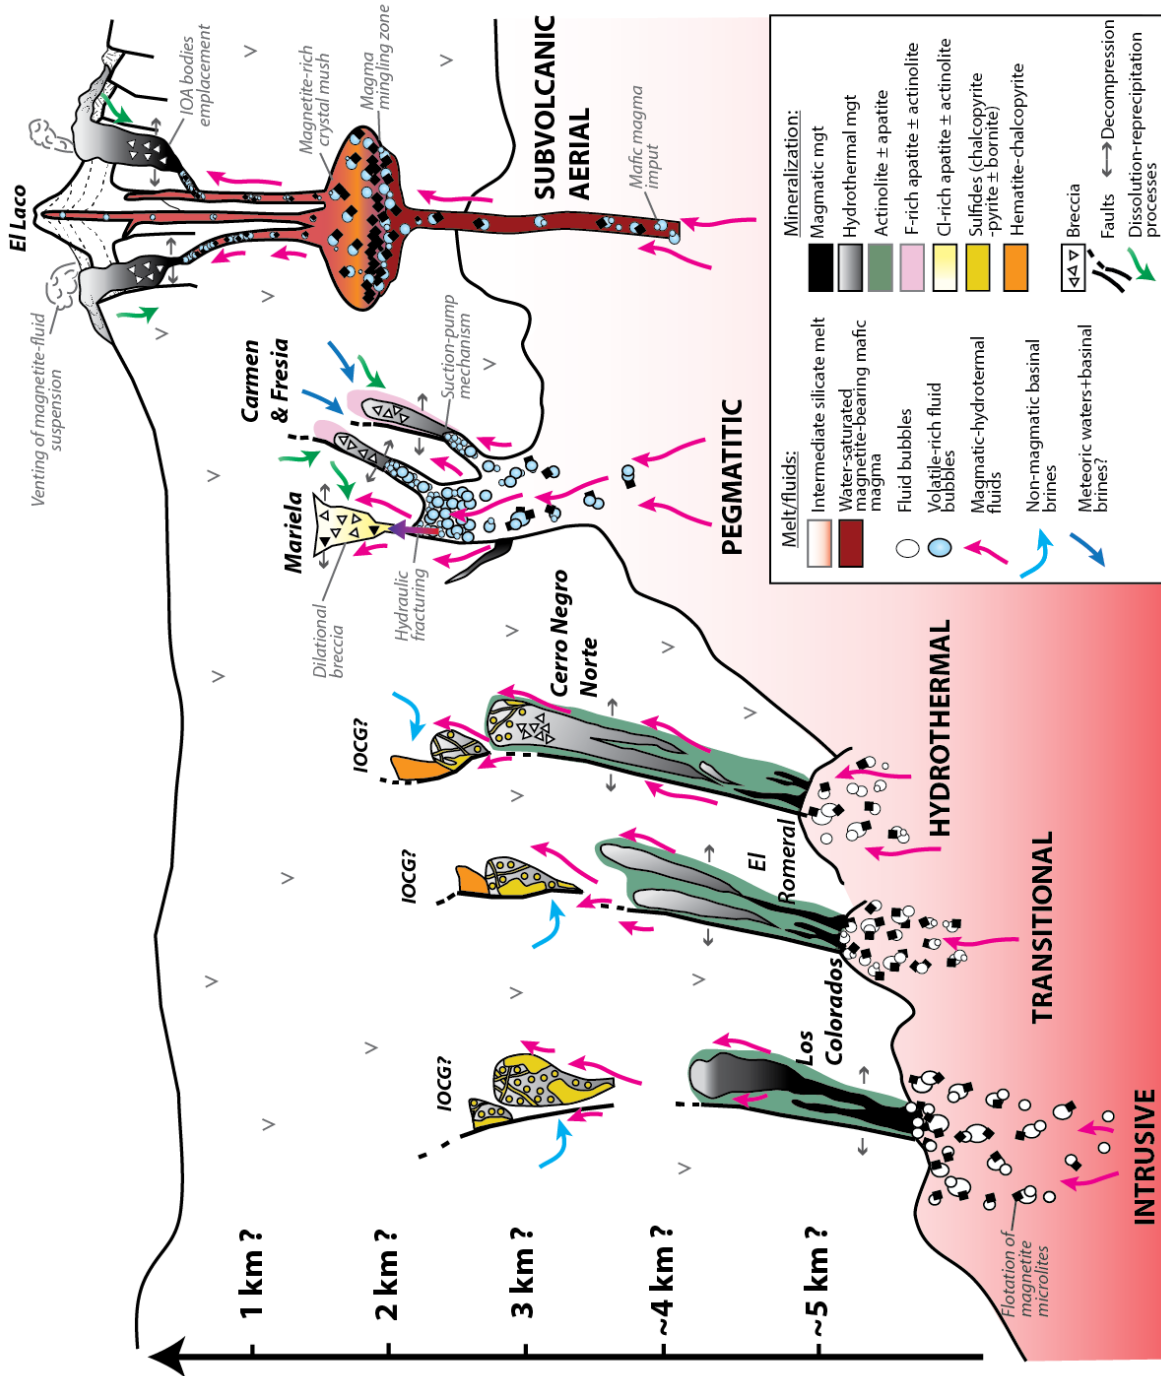 El Laco
Venting of magnetite-fluid
suspension
IOA bodies
emplacement
Magnetite-rich
crystal mush
Magma
mingling zone
SUBVOLCANIC
AERIAL
Mafic magma
imput
Carmen
& Fresia
Suction-pump
mechanism
Mariela
Dilational
breccia
Hydraulic
fracturing
PEGMATITIC
IOCG?
Cerro Negro
Norte
HYDROTHERMAL
IOCG?
El
Romeral
TRANSITIONAL
IOCG?
Los
Colorados
INTRUSIVE
Flotation of
magnetite
microlites
1 km ?
2 km ?
3 km ?
~4 km ?
~5 km ?
Melt/fluids:
Intermediate silicate melt
Water-saturated
magnetite-bearing mafic
magma
Fluid bubbles
Volatile-rich fluid
bubbles
Magmatic-hydrotermal
fluids
Non-magmatic basinal
brines
Meteoric waters+basinal
brines?
Mineralization:
Magmatic mgt
Hydrothermal mgt
Actinolite ± apatite
F-rich apatite ± actinolite
Cl-rich apatite ± actinolite
Sulfides (chalcopyrite
-pyrite ± bornite)
Hematite-chalcopyrite
Breccia
Faults
Decompression
Dissolution-reprecipitation
processes